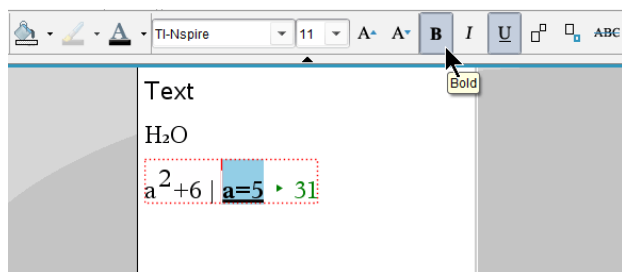 TI-Nspire 11 A A B I U ABC
Bold
Text
H₂O
a²+6 | a=5 ▸ 31